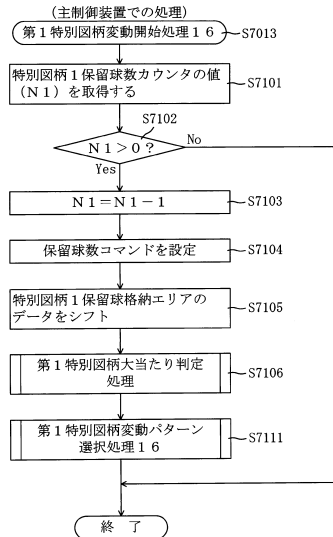 (主制御装置での処理)
第1特別図柄変動開始処理16
S7013
特別図柄1保留球数カウンタの値
(N1)を取得する
S7101
S7102
N1>0?
No
Yes
N1=N1-1
S7103
保留球数コマンドを設定
S7104
特別図柄1保留球格納エリアの
データをシフト
S7105
第1特別図柄大当たり判定
処理
S7106
第1特別図柄変動パターン
選択処理16
S7111
終 了